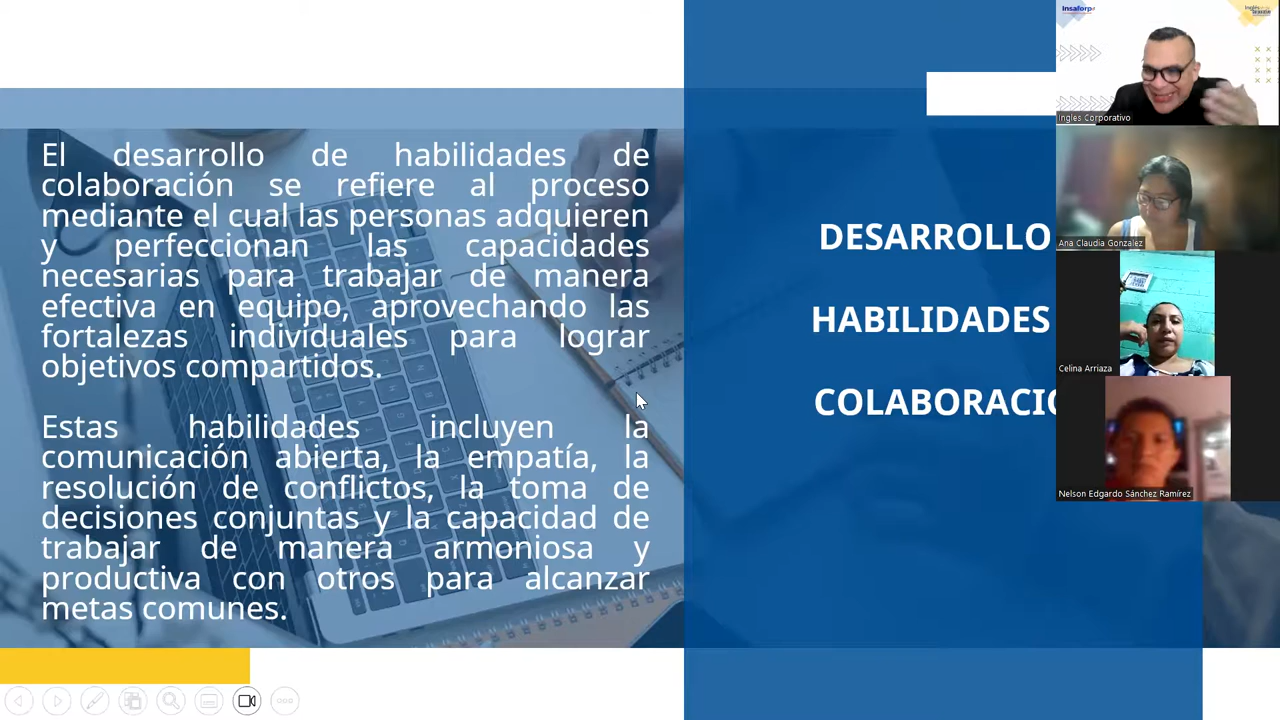 El desarrollo de habilidades de
colaboración se refiere al proceso
mediante el cual las personas adquieren
y perfeccionan las capacidades
necesarias para trabajar de manera
efectiva en equipo, aprovechando las
fortalezas individuales para lograr
objetivos compartidos.
Estas habilidades incluyen la
comunicación abierta, la empatía, la
resolución de conflictos, la toma de
decisiones conjuntas y la capacidad de
trabajar de manera armoniosa y
productiva con otros para alcanzar
metas comunes.
DESARROLLO
HABILIDADES
COLABORACIO
Insaforp
Ingles Corporativo
Ana Claudia Gonzalez
Celina Arriaza
Nelson Edgardo Sánchez Ramírez